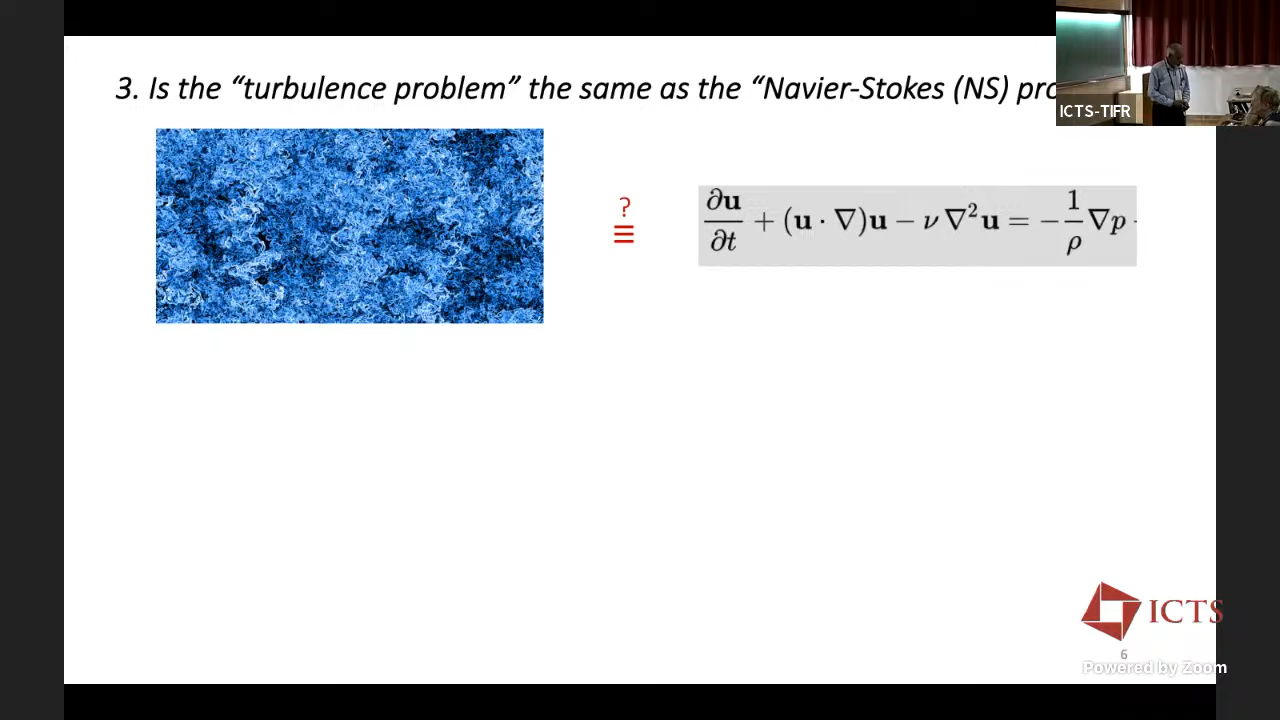 3. Is the “turbulence problem” the same as the “Navier-Stokes (NS)
ICTS-TIFR
?
≡
∂u/∂t + (u · ∇)u − ν ∇²u = −1/ρ ∇p
ICTS
6
Powered by Zoom